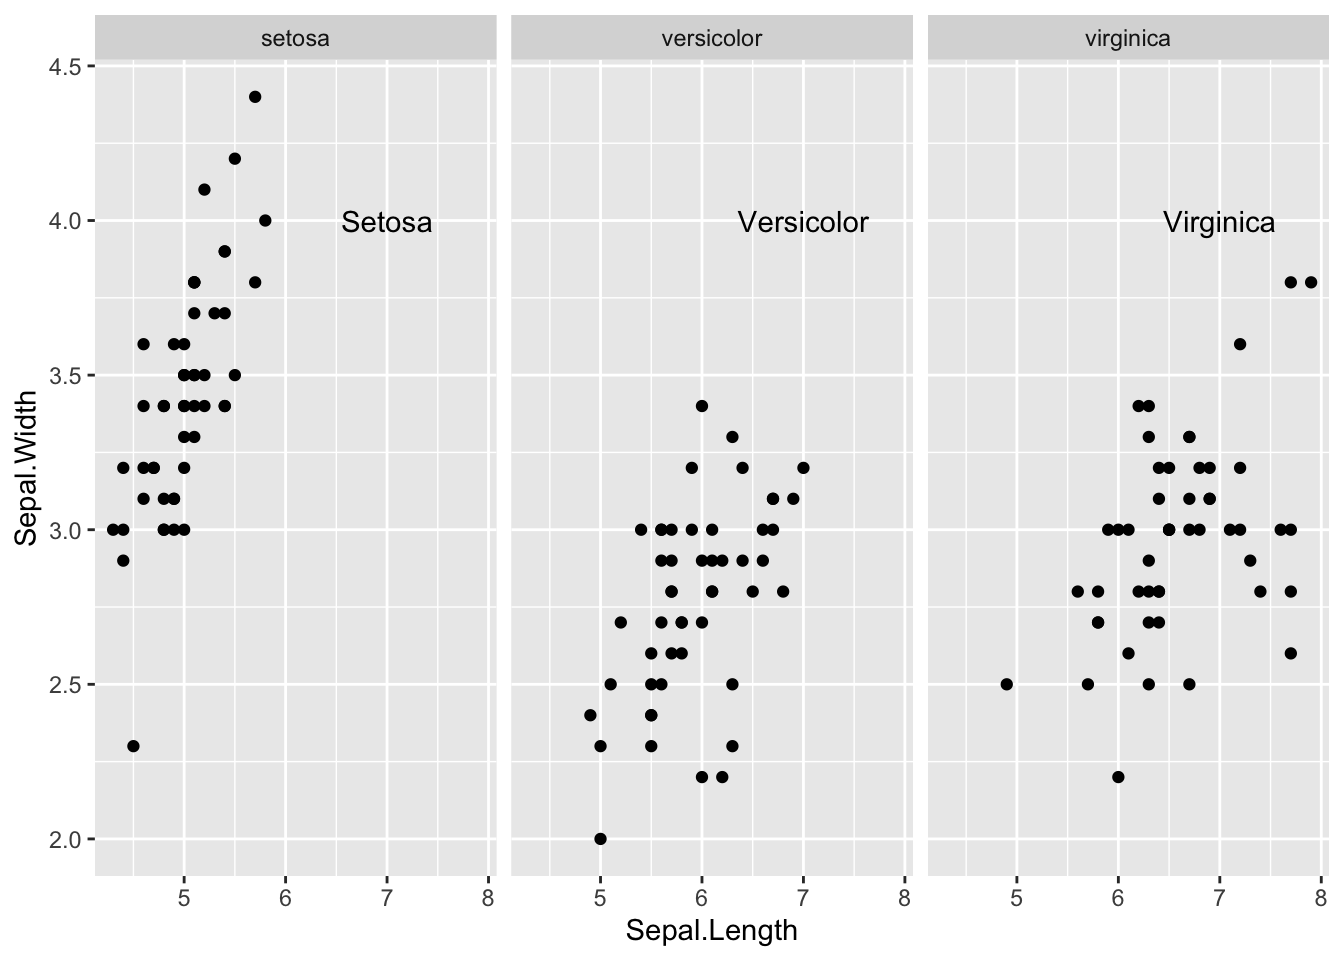 setosa versicolor virginica
4.5
4.0
3.5
3.0
2.5
2.0
Sepal.Width
Setosa Versicolor Virginica
5 6 7 8 5 6 7 8 5 6 7 8
Sepal.Length